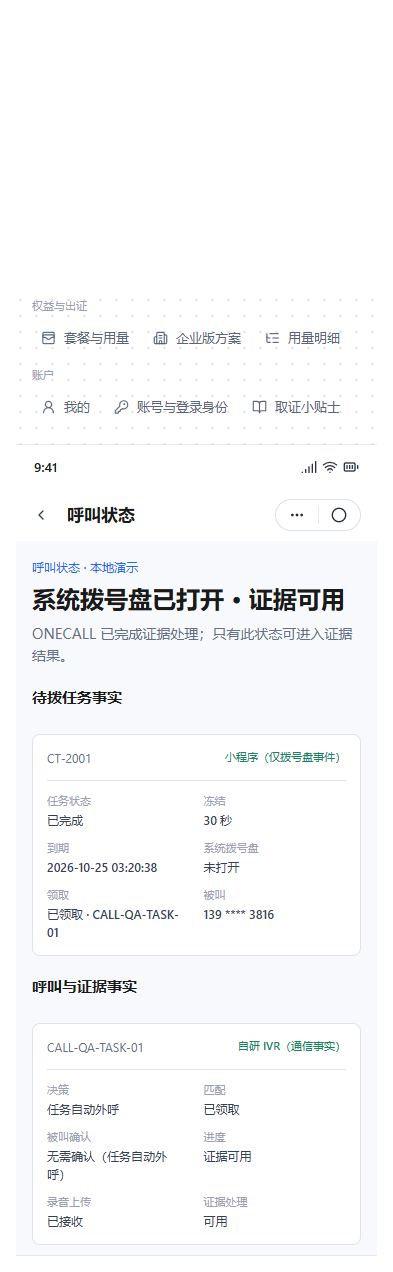 权益与出证
套餐与用量 企业版方案 用量明细
账户
我的 账号与登录身份 取证小贴士
9:41
呼叫状态
呼叫状态 · 本地演示
系统拨号盘已打开 · 证据可用
ONECALL 已完成证据处理；只有此状态可进入证据
结果。
待拨任务事实
CT-2001 小程序（仅拨号盘事件）
任务状态 冻结
已完成 30 秒
到期 系统拨号盘
2026-10-25 03:20:38 未打开
领取 被叫
已领取 · CALL-QA-TASK- 139 **** 3816
01
呼叫与证据事实
CALL-QA-TASK-01 自研 IVR（通信事实）
决策 匹配
任务自动外呼 已领取
被叫确认 进度
无需确认（任务自动外 证据可用
呼）
录音上传 证据处理
已接收 可用